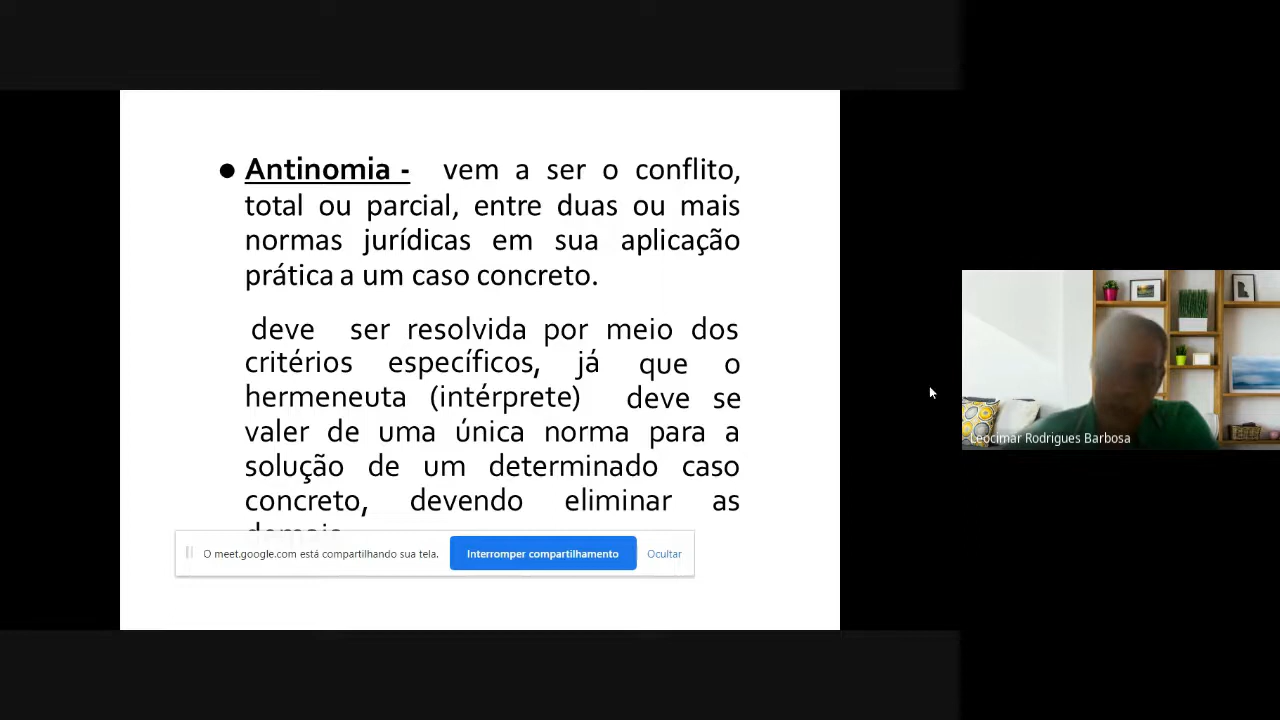 ● Antinomia - vem a ser o conflito,
total ou parcial, entre duas ou mais
normas jurídicas em sua aplicação
prática a um caso concreto.
deve ser resolvida por meio dos
critérios específicos, já que o
hermeneuta (intérprete) deve se
valer de uma única norma para a
solução de um determinado caso
concreto, devendo eliminar as
O meet.google.com está compartilhando sua tela.
Interromper compartilhamento
Ocultar
Leocimar Rodrigues Barbosa